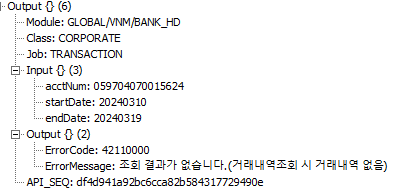 Output {} (6)
Module: GLOBAL/VNM/BANK_HD
Class: CORPORATE
Job: TRANSACTION
Input {} (3)
acctNum: 059704070015624
startDate: 20240310
endDate: 20240319
Output {} (2)
ErrorCode: 42110000
ErrorMessage: 조회 결과가 없습니다.(거래내역조회 시 거래내역 없음)
API_SEQ: df4d941a92bc6cca82b584317729490e